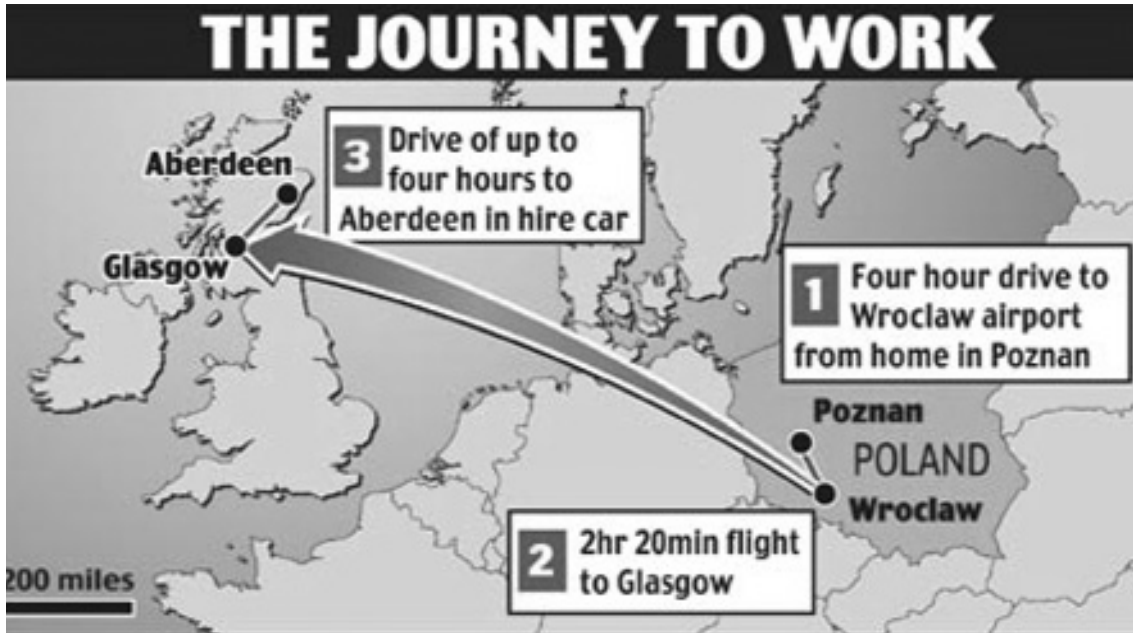 THE JOURNEY TO WORK
Aberdeen
Glasgow
3 Drive of up to
four hours to
Aberdeen in hire car
1 Four hour drive to
Wroclaw airport
from home in Poznan
Poznan
POLAND
Wroclaw
2 2hr 20min flight
to Glasgow
200 miles